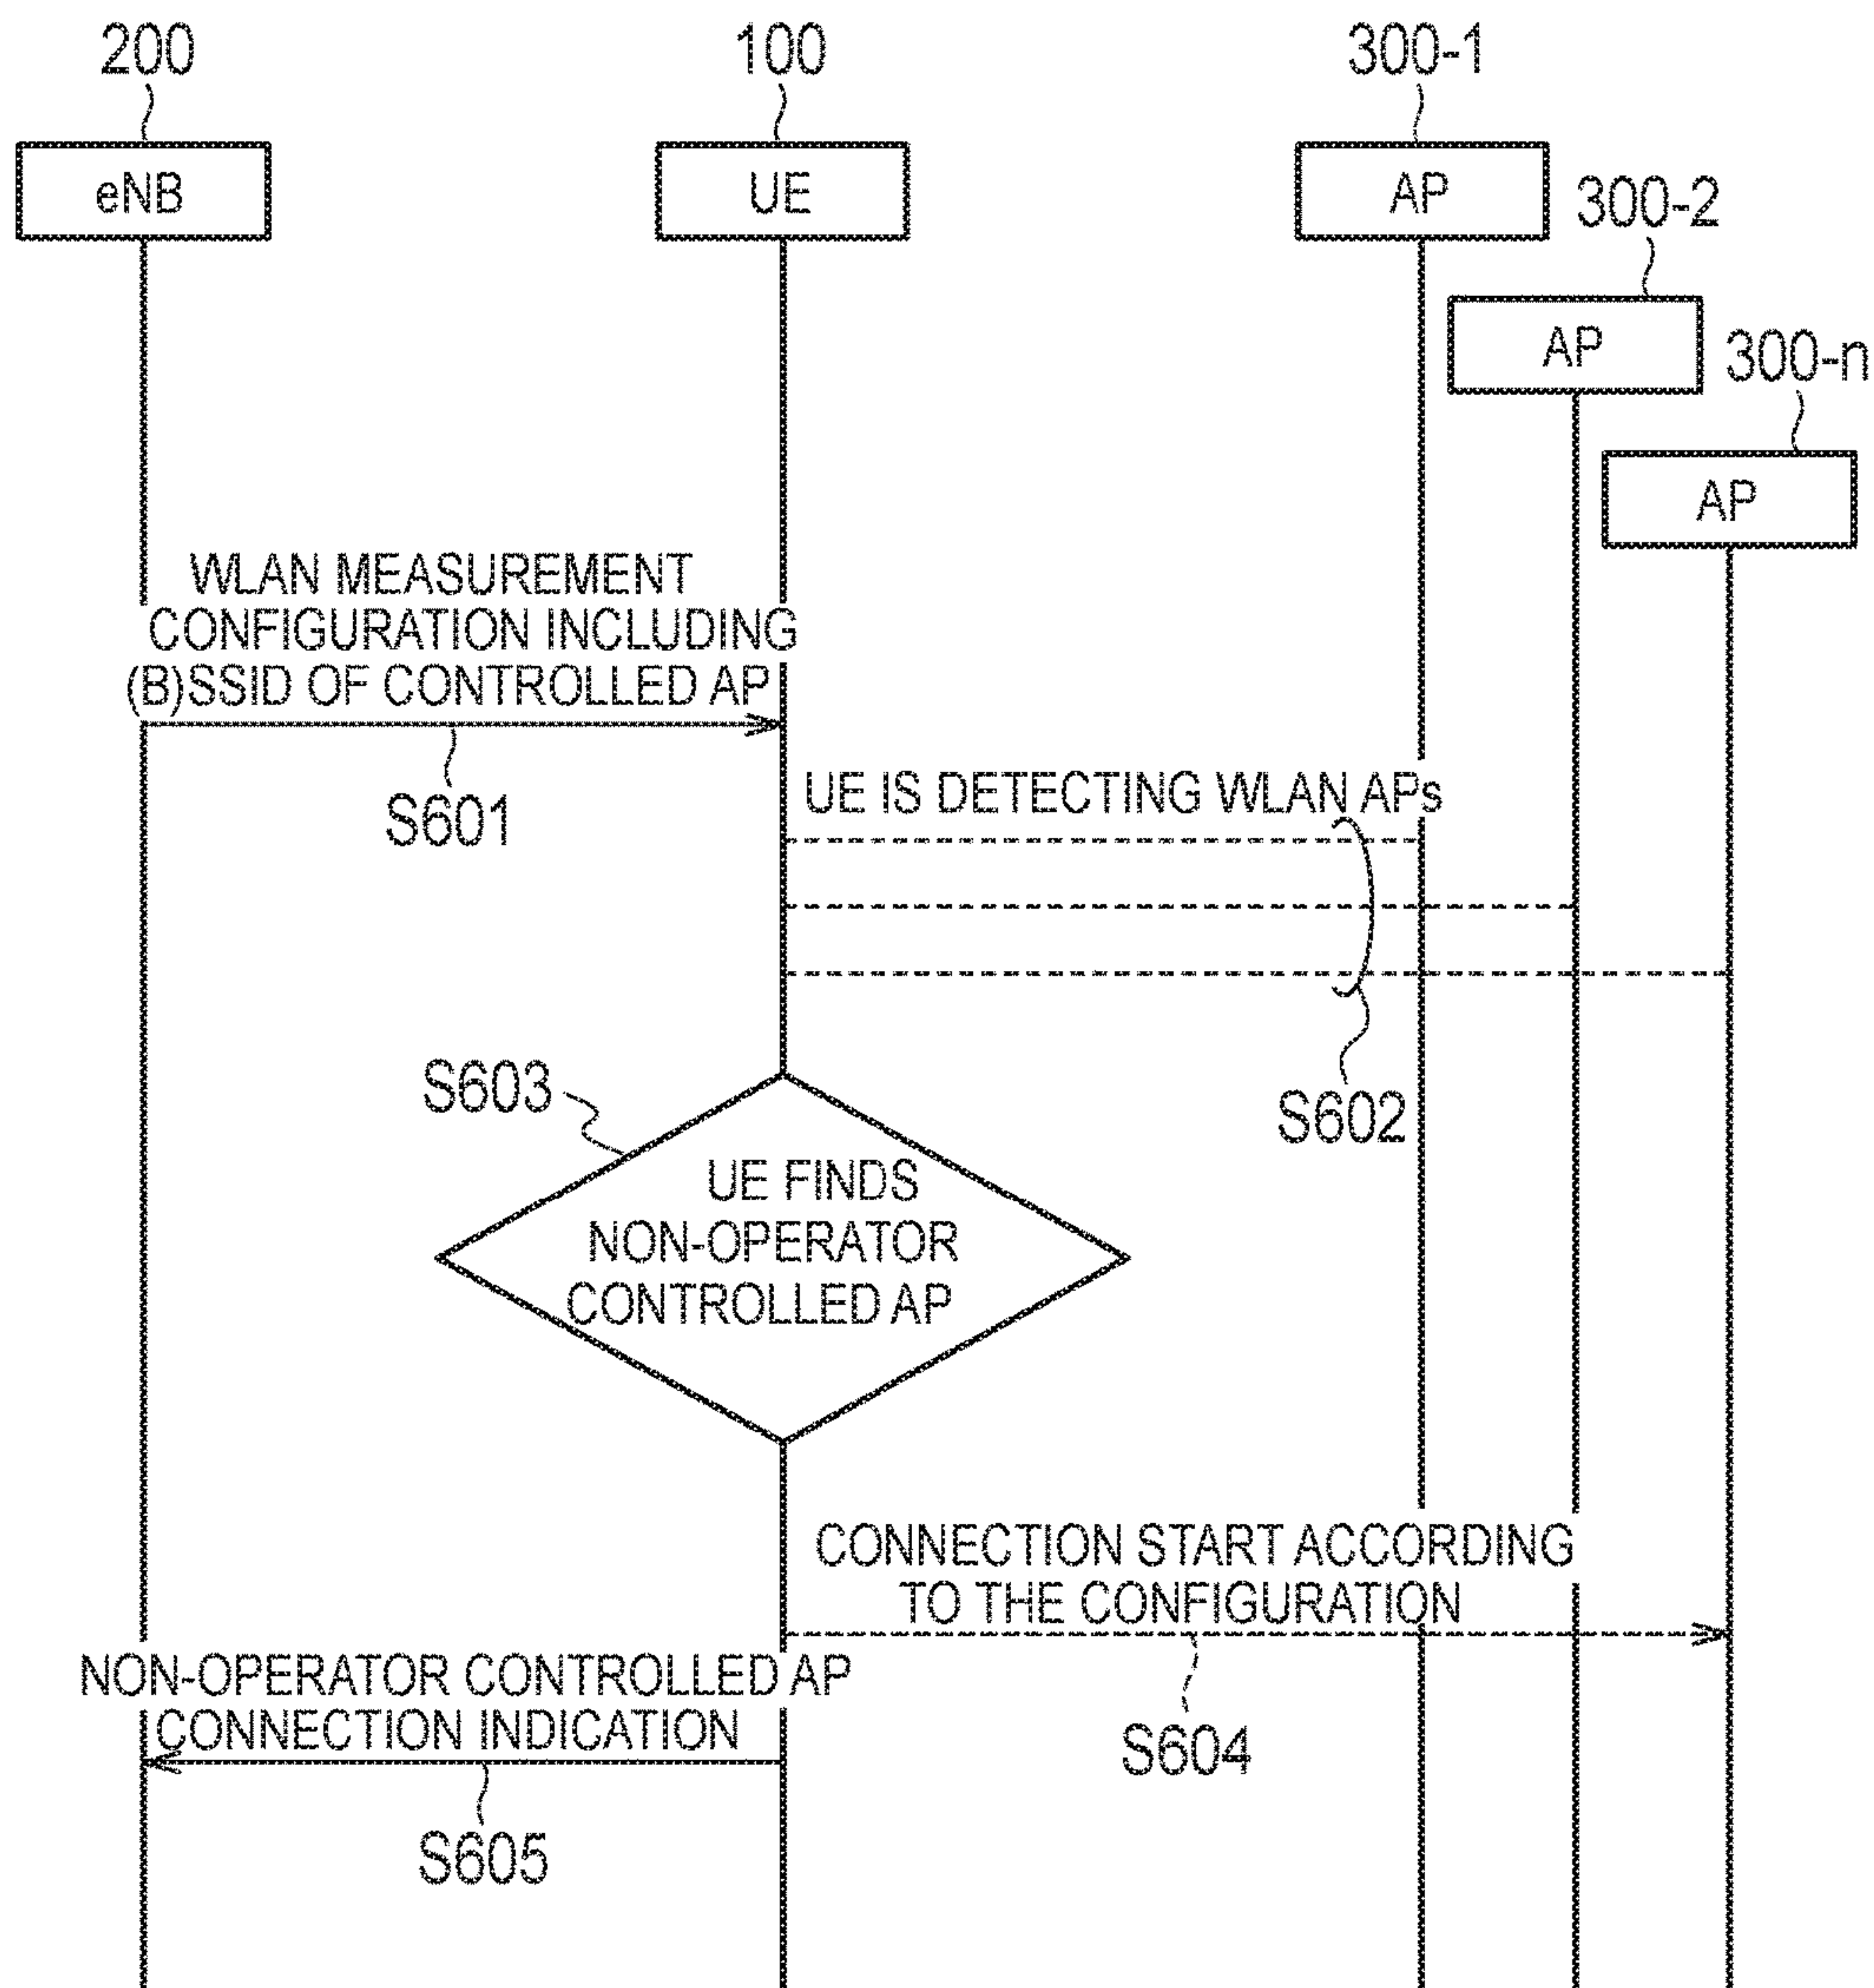 200
100
300-1
eNB
UE
AP
300-2
AP
300-n
AP
WLAN MEASUREMENT
CONFIGURATION INCLUDING
(B)SSID OF CONTROLLED AP
S601
UE IS DETECTING WLAN APs
S602
S603
UE FINDS
NON-OPERATOR
CONTROLLED AP
CONNECTION START ACCORDING
TO THE CONFIGURATION
S604
NON-OPERATOR CONTROLLED AP
CONNECTION INDICATION
S605